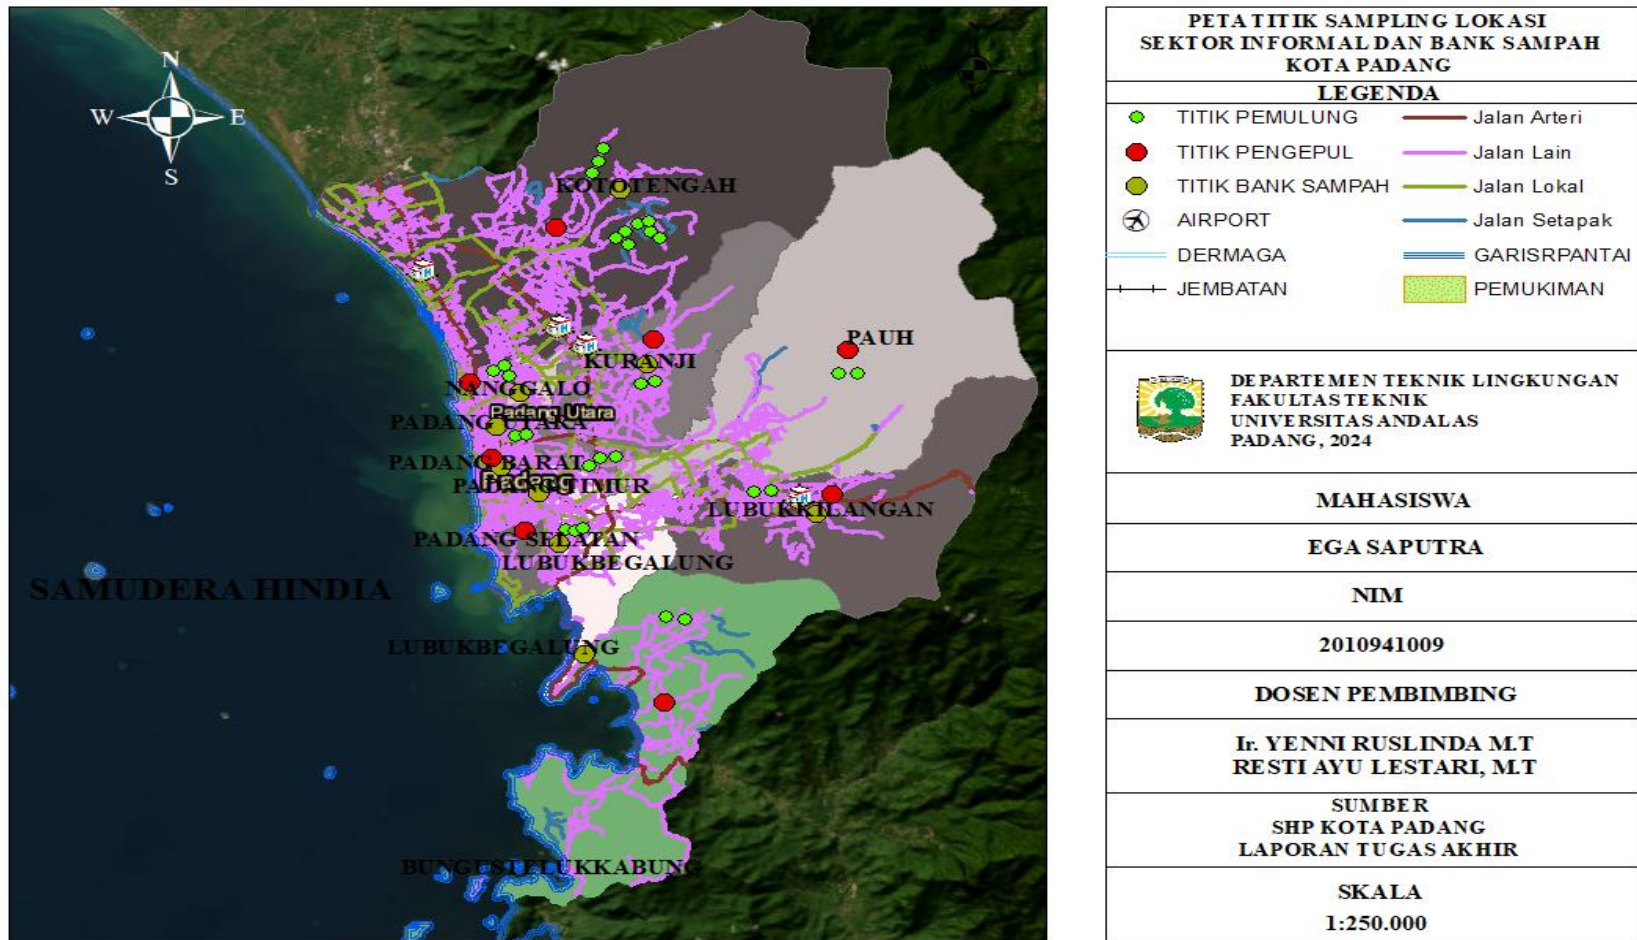 N
W
E
S
KOTOTENGAH
PAUH
KURANJI
NANGGALO
Padang Utara
PADANG UTARA
PADANG BARAT
Padang
PADANG TIMUR
LUBUKKILANGAN
PADANG SELATAN
LUBUKBEGALUNG
SAMUDERA HINDIA
LUBUKBEGALUNG
BUNGUSTELUKKABUNG
PETA TITIK SAMPLING LOKASI
SEKTOR INFORMAL DAN BANK SAMPAH
KOTA PADANG
LEGENDA
TITIK PEMULUNG
TITIK PENGEPUL
TITIK BANK SAMPAH
AIRPORT
DERMAGA
JEMBATAN
Jalan Arteri
Jalan Lain
Jalan Lokal
Jalan Setapak
GARISRPANTAI
PEMUKIMAN
DEPARTEMEN TEKNIK LINGKUNGAN
FAKULTAS TEKNIK
UNIVERSITAS ANDALAS
PADANG, 2024
MAHASISWA
EGA SAPUTRA
NIM
2010941009
DOSEN PEMBIMBING
Ir. YENNI RUSLINDA M.T
RESTI AYU LESTARI, M.T
SUMBER
SHP KOTA PADANG
LAPORAN TUGAS AKHIR
SKALA
1:250.000